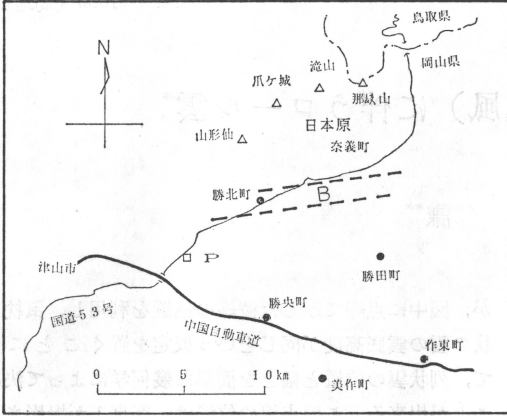 鳥取県
岡山県
N
滝山
爪ケ城
那岐山
日本原
山形仙
奈義町
勝北町
B
P
津山市
勝田町
勝央町
国道53号
中国自動車道
作東町
0 5 10km
美作町